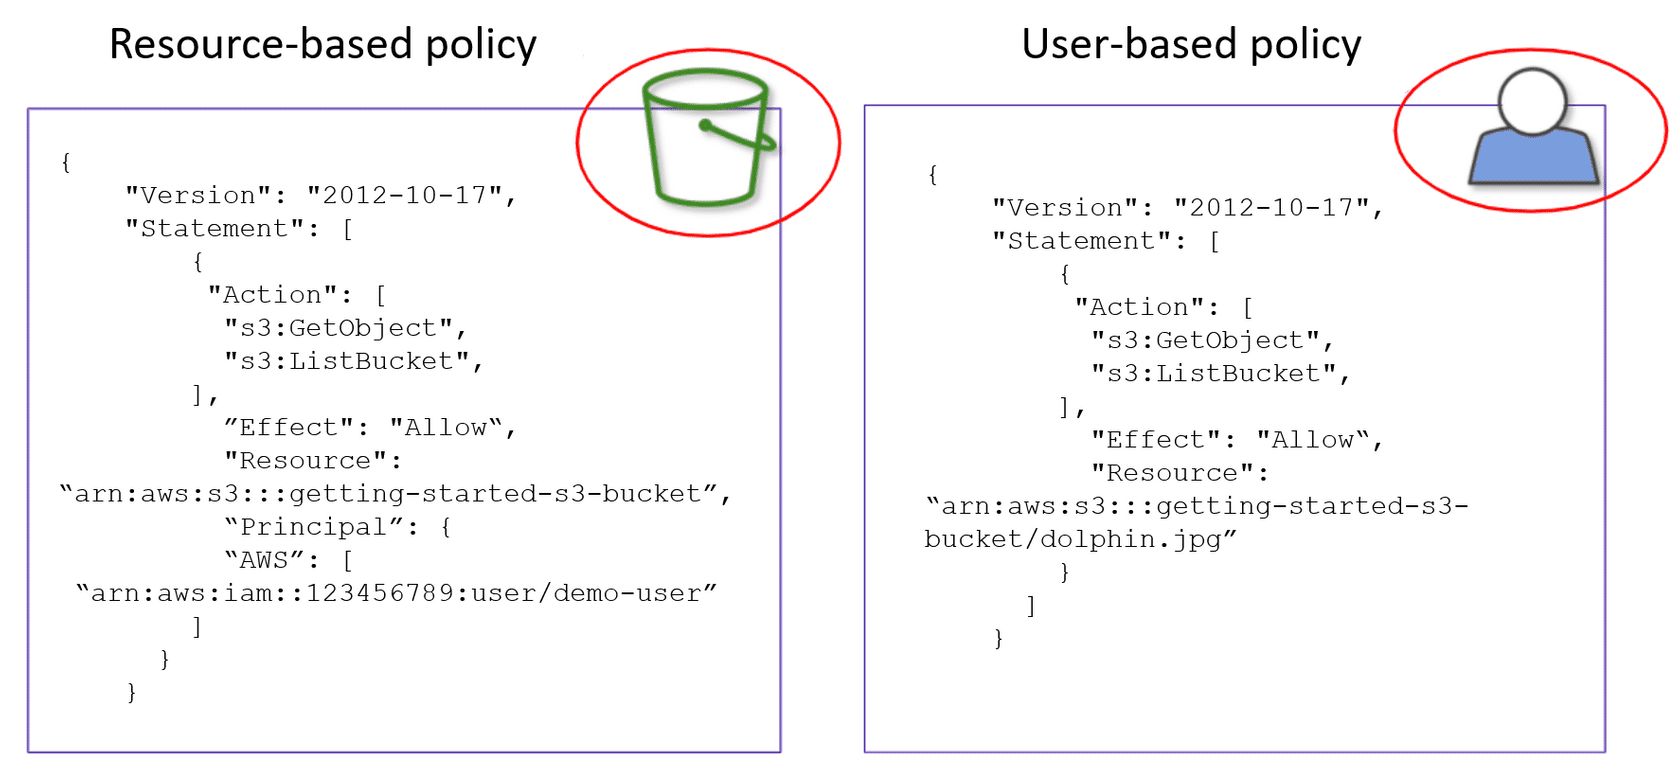 Resource-based policy
{
"Version": "2012-10-17",
"Statement": [
{
"Action": [
"s3:GetObject",
"s3:ListBucket",
],
”Effect": "Allow“,
"Resource":
“arn:aws:s3:::getting-started-s3-bucket”,
“Principal”: {
“AWS”: [
“arn:aws:iam::123456789:user/demo-user”
]
}
}
User-based policy
{
"Version": "2012-10-17",
"Statement": [
{
"Action": [
"s3:GetObject",
"s3:ListBucket",
],
"Effect": "Allow“,
"Resource":
“arn:aws:s3:::getting-started-s3-
bucket/dolphin.jpg”
}
]
}